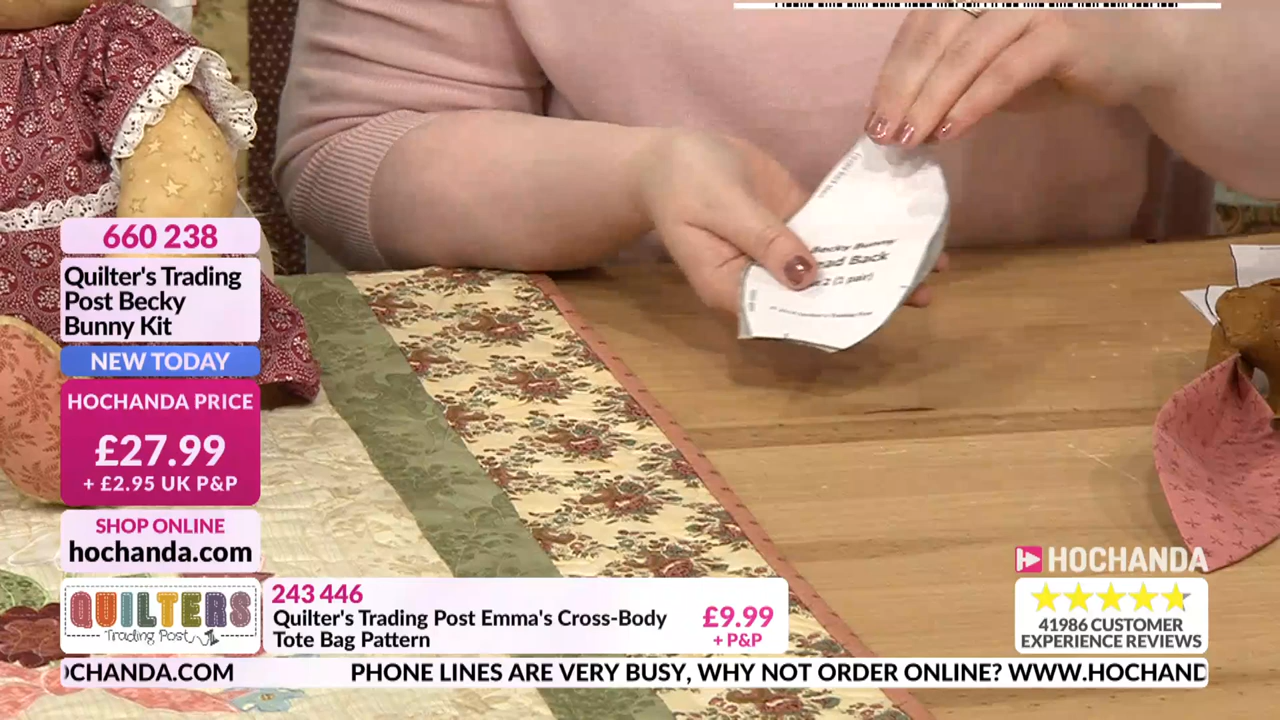 660 238
Quilter's Trading
Post Becky
Bunny Kit
NEW TODAY
HOCHANDA PRICE
£27.99
+ £2.95 UK P&P
SHOP ONLINE
hochanda.com
QUILTERS
Trading Post
243 446
Quilter's Trading Post Emma's Cross-Body
Tote Bag Pattern
£9.99
+ P&P
Becky Bunny
Back
2 (1 pair)
HOCHANDA
41986 CUSTOMER
EXPERIENCE REVIEWS
OCHANDA.COM
PHONE LINES ARE VERY BUSY, WHY NOT ORDER ONLINE? WWW.HOCHAND